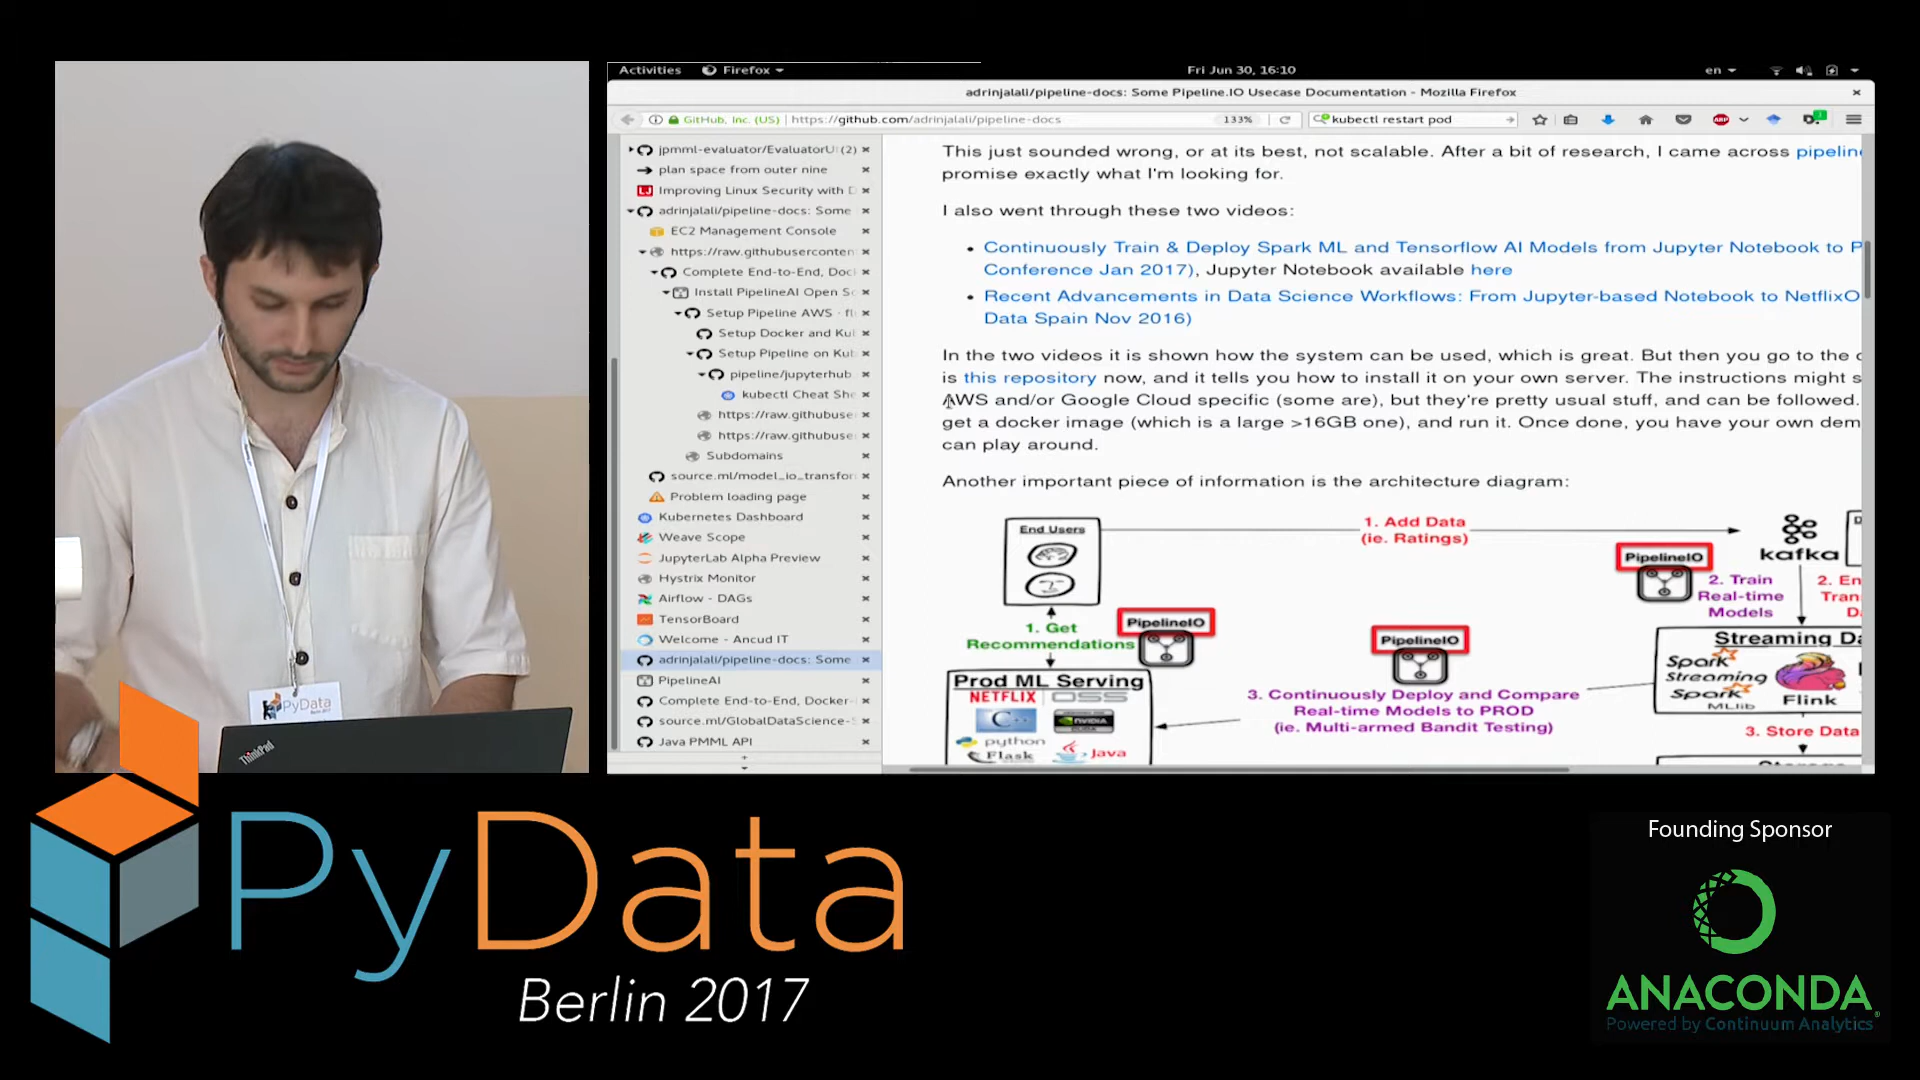 Activities Firefox Fri Jun 30, 16:10 en
adrinjalali/pipeline-docs: Some Pipeline.IO Usecase Documentation - Mozilla Firefox
GitHub, Inc. (US) https://github.com/adrinjalali/pipeline-docs 133% kubectl restart pod
jpmml-evaluator/EvaluatorU (2)
plan space from outer nine
Improving Linux Security with D
adrinjalali/pipeline-docs: Some
EC2 Management Console
https://raw.githubuserconten
Complete End-to-End, Doc
Install PipelineAI Open So
Setup Pipeline AWS · fl
Setup Docker and Ku
Setup Pipeline on Kub
pipeline/jupyterhub
kubectl Cheat She
https://raw.githubuse
https://raw.githubuse
Subdomains
source.ml/model_io_transfor
Problem loading page
Kubernetes Dashboard
Weave Scope
JupyterLab Alpha Preview
Hystrix Monitor
Airflow - DAGs
TensorBoard
Welcome - Ancud IT
adrinjalali/pipeline-docs: Some
PipelineAI
Complete End-to-End, Docker-
source.ml/GlobalDataScience-
Java PMML API
This just sounded wrong, or at its best, not scalable. After a bit of research, I came across pipeline
promise exactly what I'm looking for.
I also went through these two videos:
Continuously Train & Deploy Spark ML and Tensorflow AI Models from Jupyter Notebook to P
Conference Jan 2017), Jupyter Notebook available here
Recent Advancements in Data Science Workflows: From Jupyter-based Notebook to NetflixO
Data Spain Nov 2016)
In the two videos it is shown how the system can be used, which is great. But then you go to the
is this repository now, and it tells you how to install it on your own server. The instructions might s
AWS and/or Google Cloud specific (some are), but they're pretty usual stuff, and can be followed.
get a docker image (which is a large >16GB one), and run it. Once done, you have your own dem
can play around.
Another important piece of information is the architecture diagram:
End Users
1. Add Data
(ie. Ratings)
kafka
PipelineIO
2. Train
Real-time
Models
2. En
Tran
Da
1. Get
Recommendations
PipelineIO
PipelineIO
Streaming Da
Spark
Streaming
Spark
MLlib
Flink
Prod ML Serving
NETFLIX OSS
C++ NVIDIA
python
Flask
Java
3. Continuously Deploy and Compare
Real-time Models to PROD
(ie. Multi-armed Bandit Testing)
3. Store Data
ThinkPad
PyData
PyData
Berlin 2017
Founding Sponsor
ANACONDA
Powered by Continuum Analytics